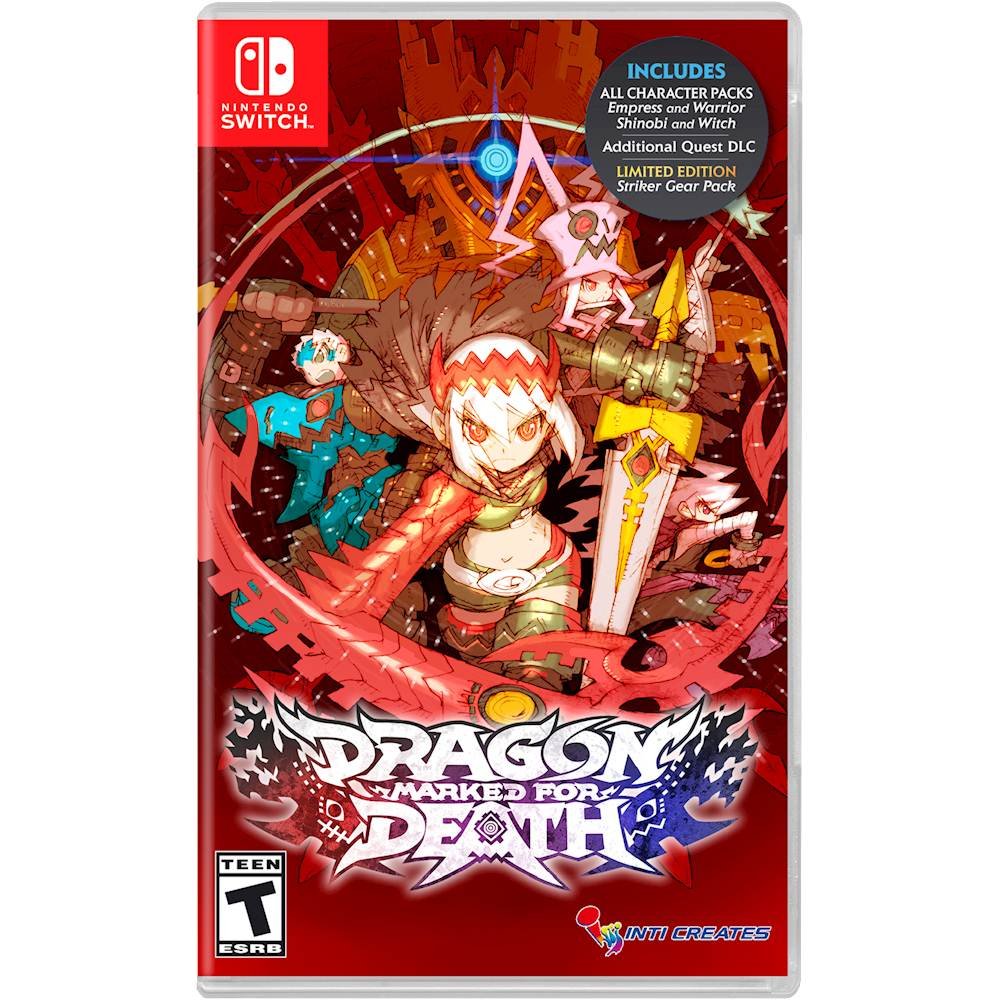 NINTENDO
SWITCH™
INCLUDES
ALL CHARACTER PACKS
Empress and Warrior
Shinobi and Witch
Additional Quest DLC
LIMITED EDITION
Striker Gear Pack
DRAGON
MARKED FOR
DEATH
TEEN
T
ESRB
INTI CREATES